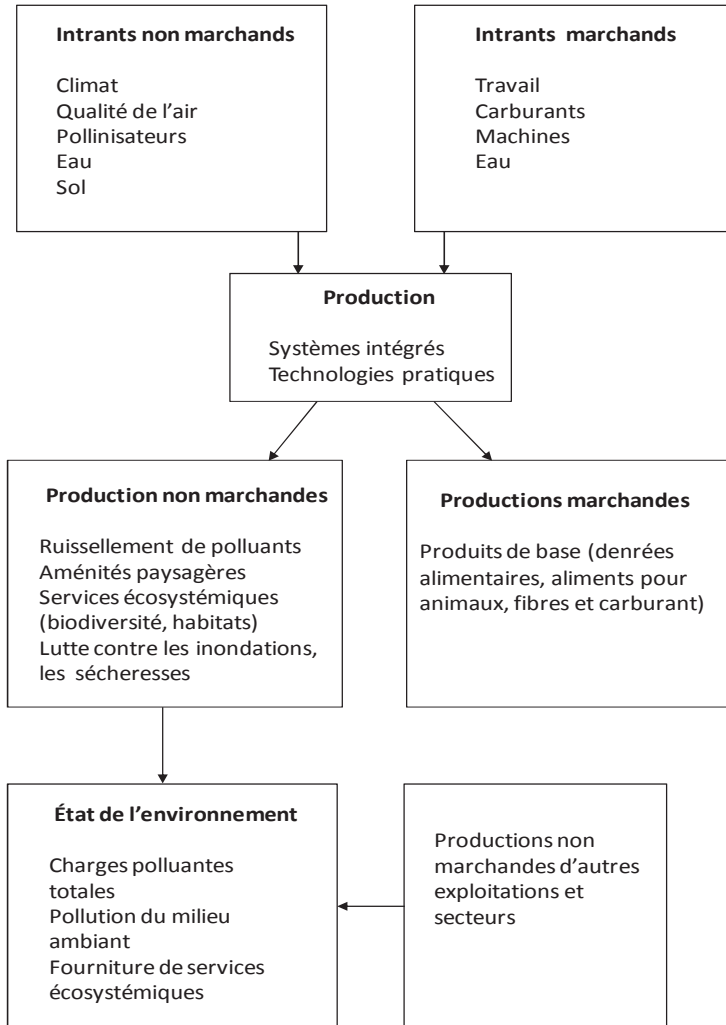 Intrants non marchands
Climat
Qualité de l’air
Pollinisateurs
Eau
Sol
Intrants marchands
Travail
Carburants
Machines
Eau
Production
Systèmes intégrés
Technologies pratiques
Production non marchandes
Ruissellement de polluants
Aménités paysagères
Services écosystémiques
(biodiversité, habitats)
Lutte contre les inondations,
les sécheresses
Productions marchandes
Produits de base (denrées
alimentaires, aliments pour
animaux, fibres et carburant)
État de l’environnement
Charges polluantes
totales
Pollution du milieu
ambiant
Fourniture de services
écosystémiques
Productions non
marchandes d’autres
exploitations et
secteurs